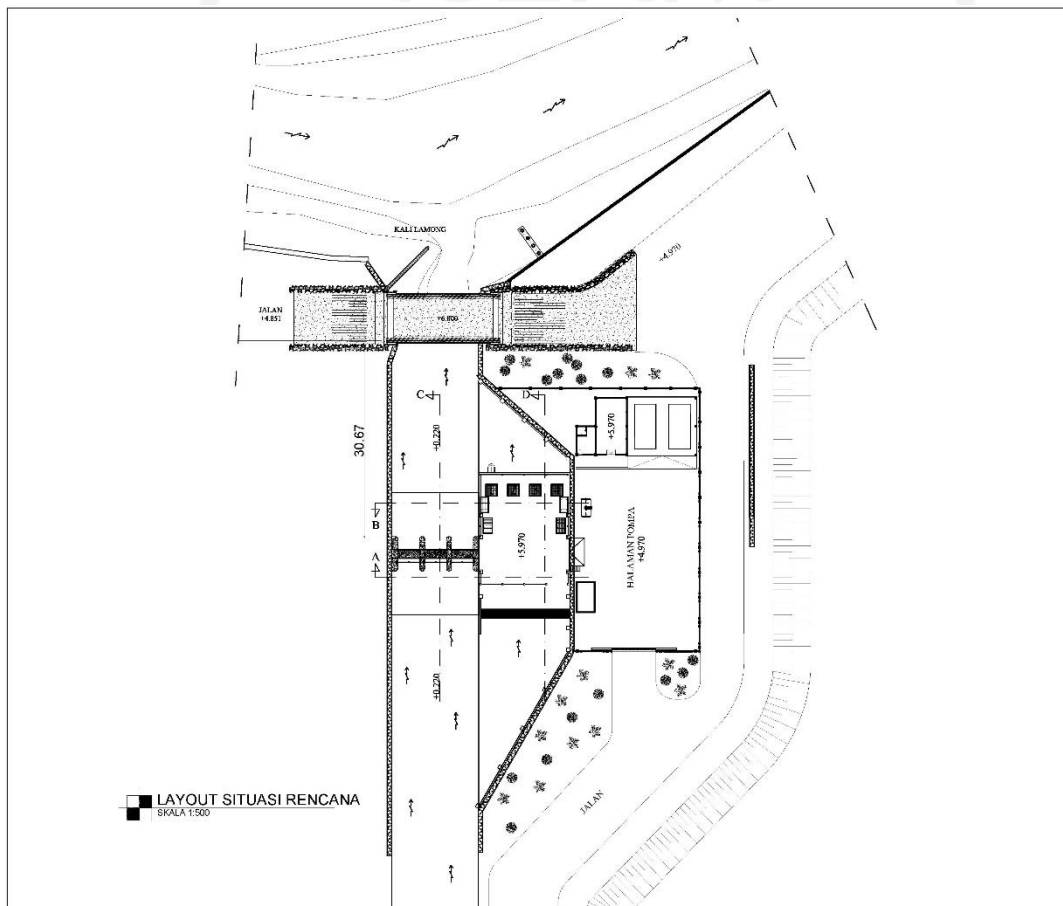 KALI LAMONG
+4.970
JALAN
+4.851
+6.800
C
D
+5.970
30.67
+0.220
B
A
+5.970
HALAMAN POMPA
+4.970
+0.220
JALAN
LAYOUT SITUASI RENCANA
SKALA 1:500